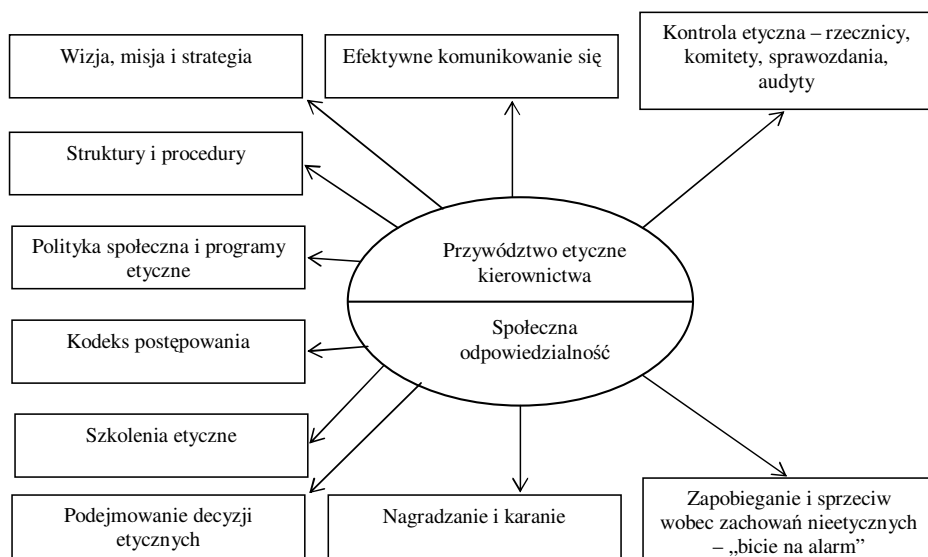 Wizja, misja i strategia
Efektywne komunikowanie się
Kontrola etyczna – rzecznicy,
komitety, sprawozdania,
audyty
Struktury i procedury
Polityka społeczna i programy
etyczne
Przywództwo etyczne
kierownictwa
Kodeks postępowania
Społeczna
odpowiedzialność
Szkolenia etyczne
Podejmowanie decyzji
etycznych
Nagradzanie i karanie
Zapobieganie i sprzeciw
wobec zachowań nieetycznych
– „bicie na alarm”